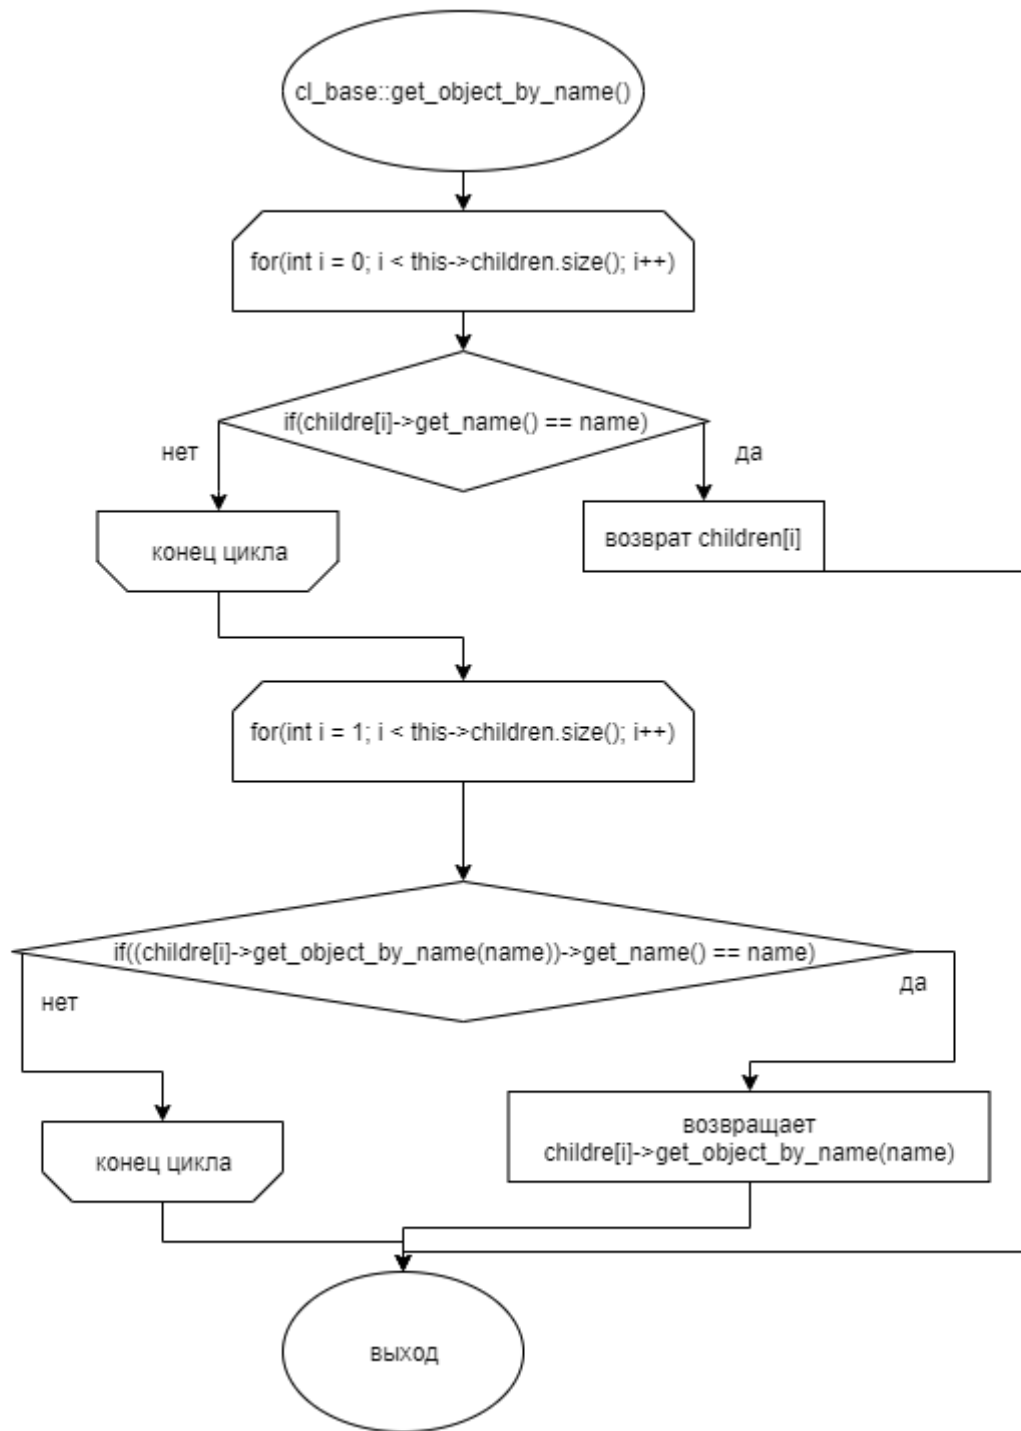 cl_base::get_object_by_name()
for(int i = 0; i < this->children.size(); i++)
if(childre[i]->get_name() == name)
нет
да
конец цикла
возврат children[i]
for(int i = 1; i < this->children.size(); i++)
if((childre[i]->get_object_by_name(name))->get_name() == name)
нет
да
конец цикла
возвращает
childre[i]->get_object_by_name(name)
выход